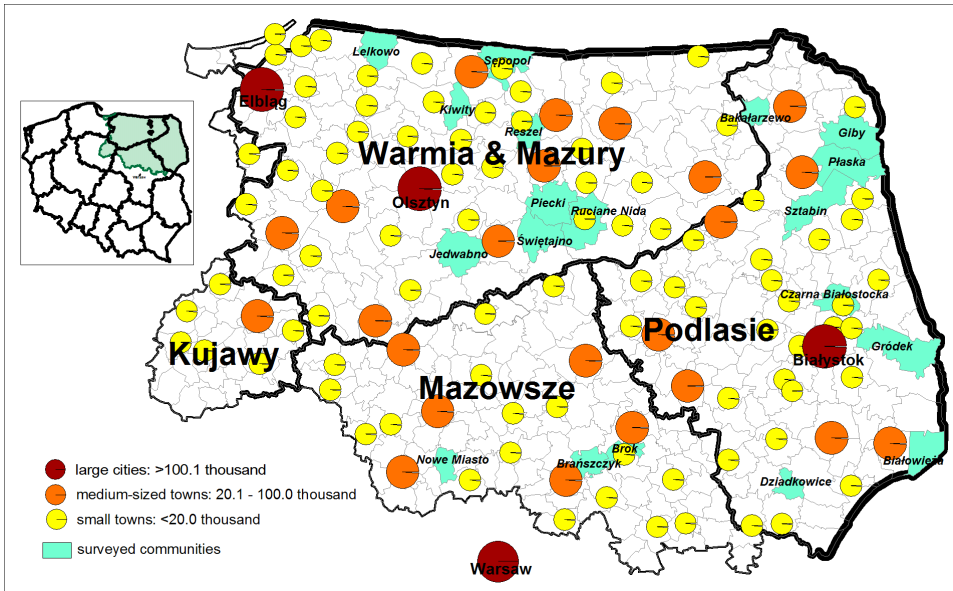 Lelkowo
Sępopol
Elbląg
Kiwity
Reszel
Bakałarzewo
Giby
Warmia & Mazury
Płaska
Olsztyn
Piecki
Ruciane Nida
Sztabin
Świętajno
Jedwabno
Czarna Białostocka
Podlasie
Gródek
Kujawy
Białystok
Mazowsze
Brok
Nowe Miasto
Brańszczyk
Białowieża
Dziadkowice
large cities: >100.1 thousand
medium-sized towns: 20.1 - 100.0 thousand
small towns: <20.0 thousand
surveyed communities
Warsaw